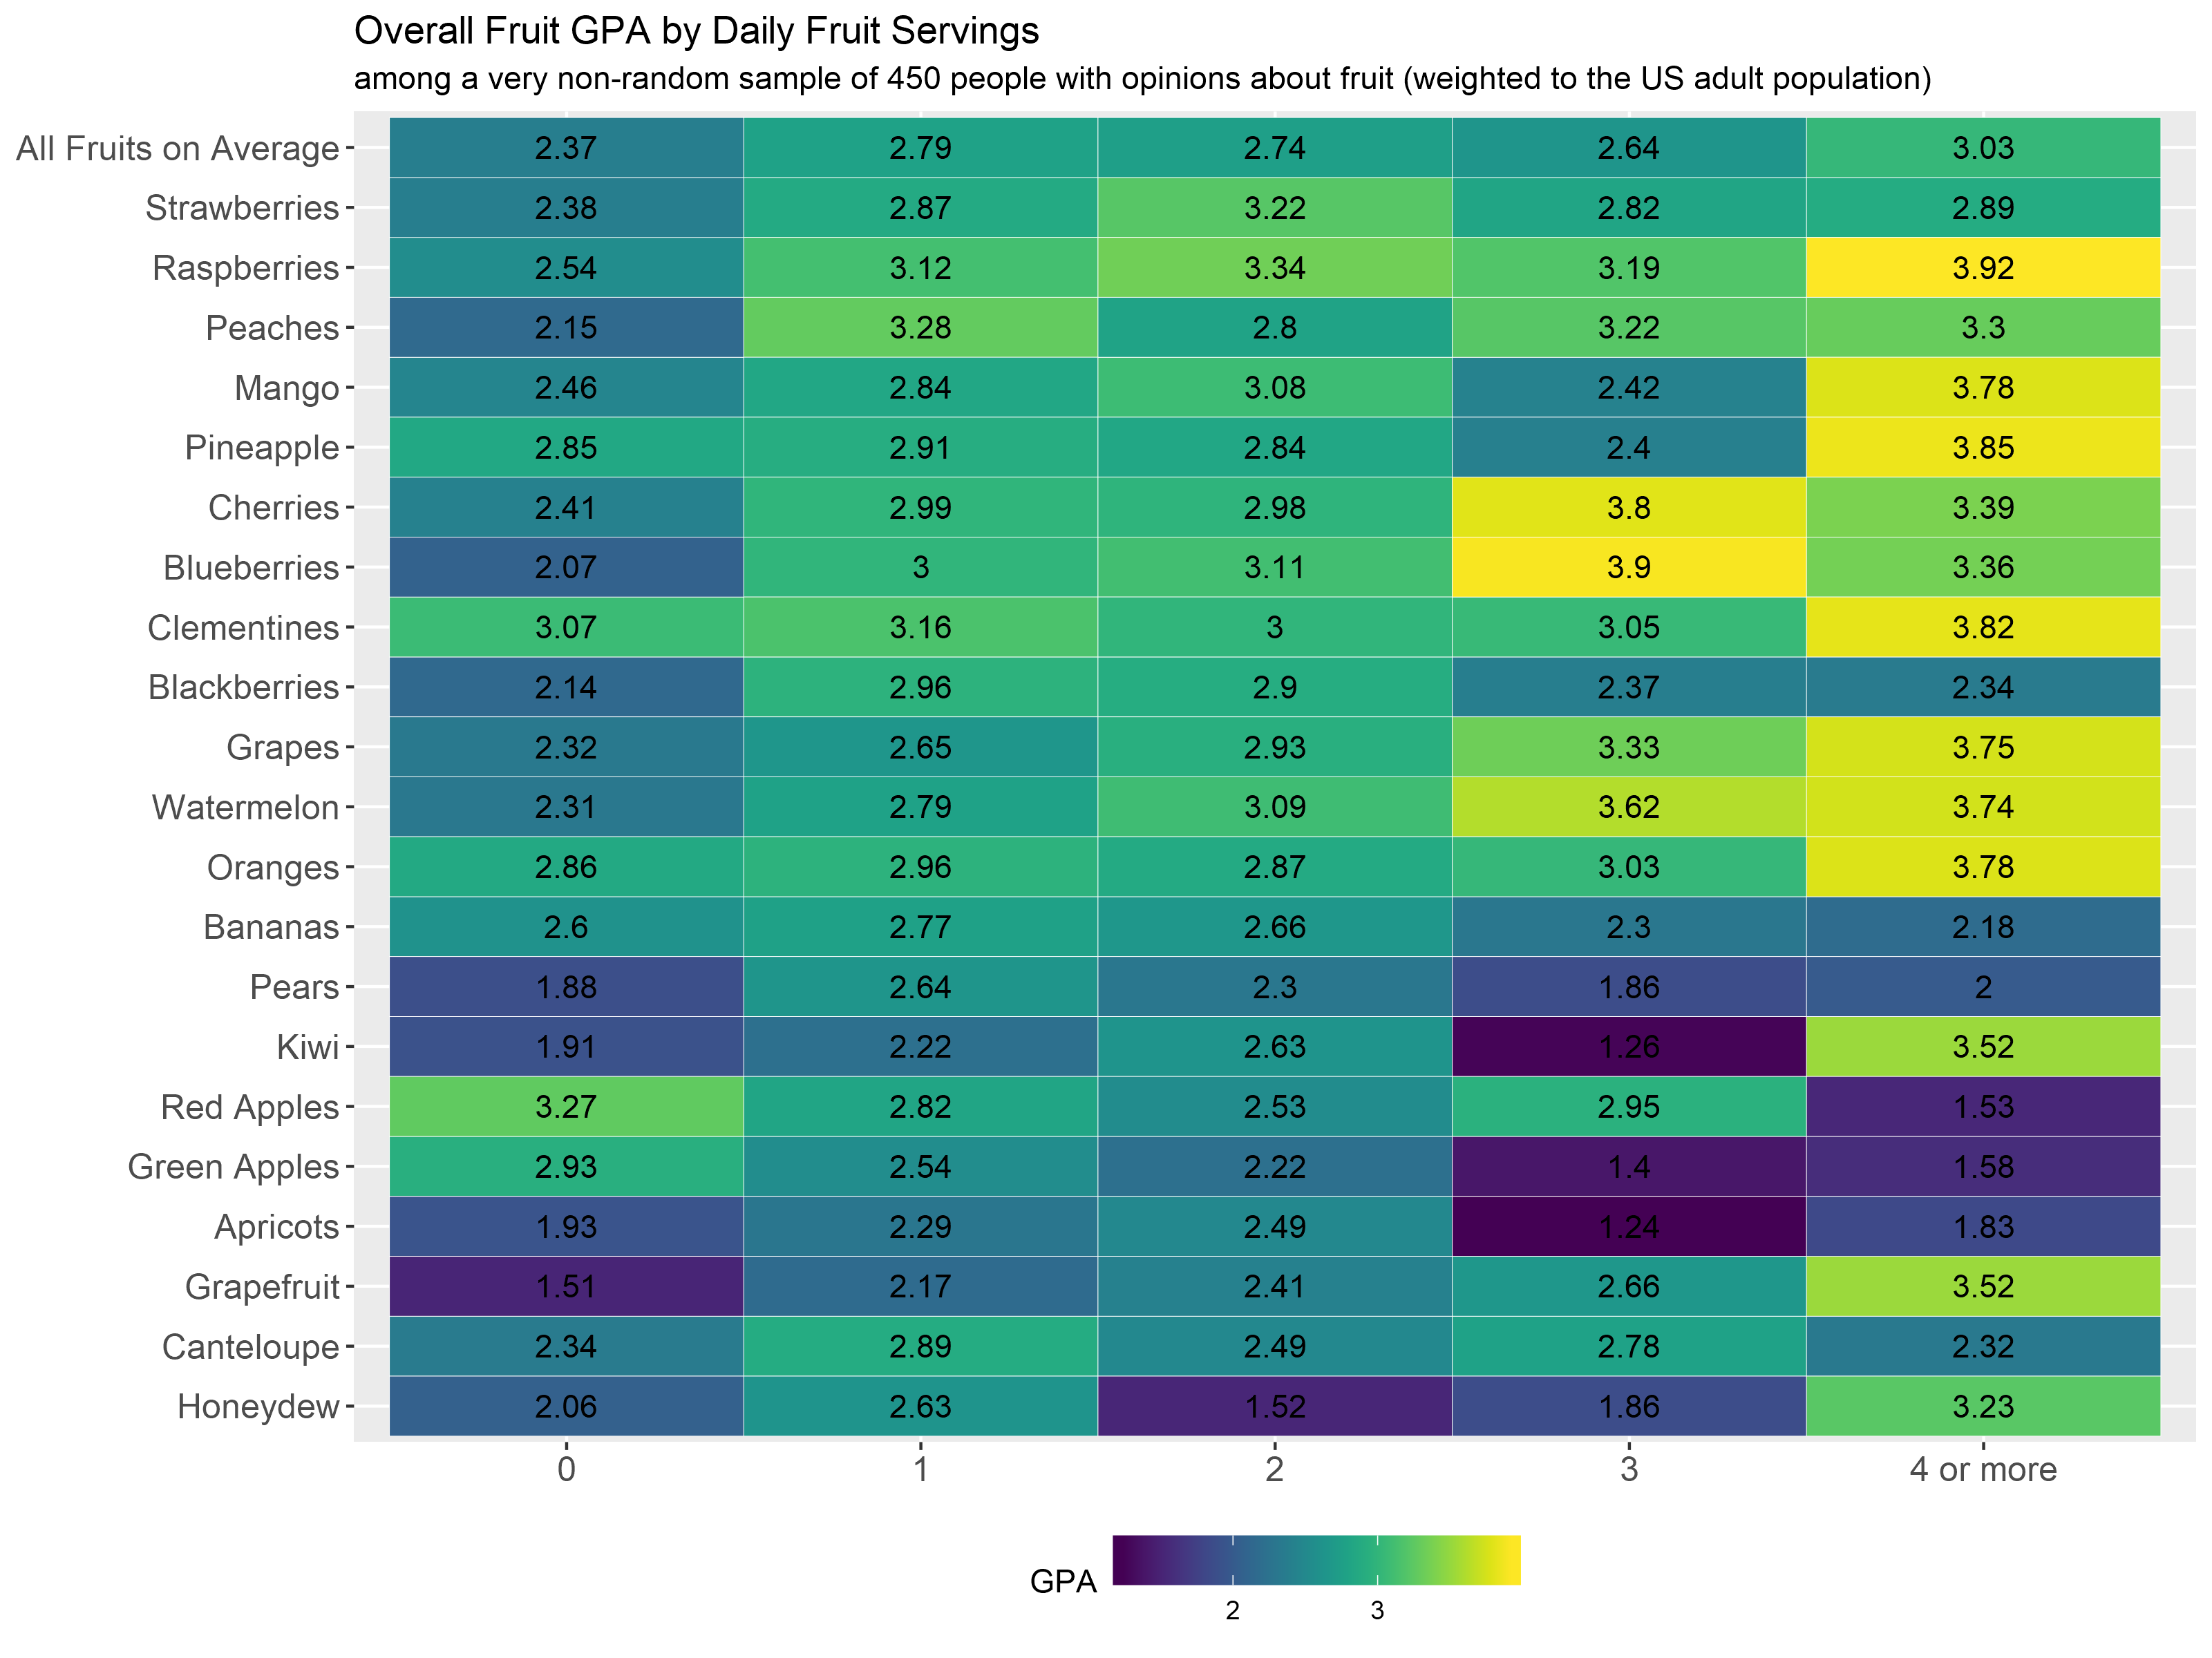 Overall Fruit GPA by Daily Fruit Servings
among a very non-random sample of 450 people with opinions about fruit (weighted to the US adult population)
All Fruits on Average 2.37 2.79 2.74 2.64 3.03
Strawberries 2.38 2.87 3.22 2.82 2.89
Raspberries 2.54 3.12 3.34 3.19 3.92
Peaches 2.15 3.28 2.8 3.22 3.3
Mango 2.46 2.84 3.08 2.42 3.78
Pineapple 2.85 2.91 2.84 2.4 3.85
Cherries 2.41 2.99 2.98 3.8 3.39
Blueberries 2.07 3 3.11 3.9 3.36
Clementines 3.07 3.16 3 3.05 3.82
Blackberries 2.14 2.96 2.9 2.37 2.34
Grapes 2.32 2.65 2.93 3.33 3.75
Watermelon 2.31 2.79 3.09 3.62 3.74
Oranges 2.86 2.96 2.87 3.03 3.78
Bananas 2.6 2.77 2.66 2.3 2.18
Pears 1.88 2.64 2.3 1.86 2
Kiwi 1.91 2.22 2.63 1.26 3.52
Red Apples 3.27 2.82 2.53 2.95 1.53
Green Apples 2.93 2.54 2.22 1.4 1.58
Apricots 1.93 2.29 2.49 1.24 1.83
Grapefruit 1.51 2.17 2.41 2.66 3.52
Canteloupe 2.34 2.89 2.49 2.78 2.32
Honeydew 2.06 2.63 1.52 1.86 3.23
0 1 2 3 4 or more
GPA
2 3